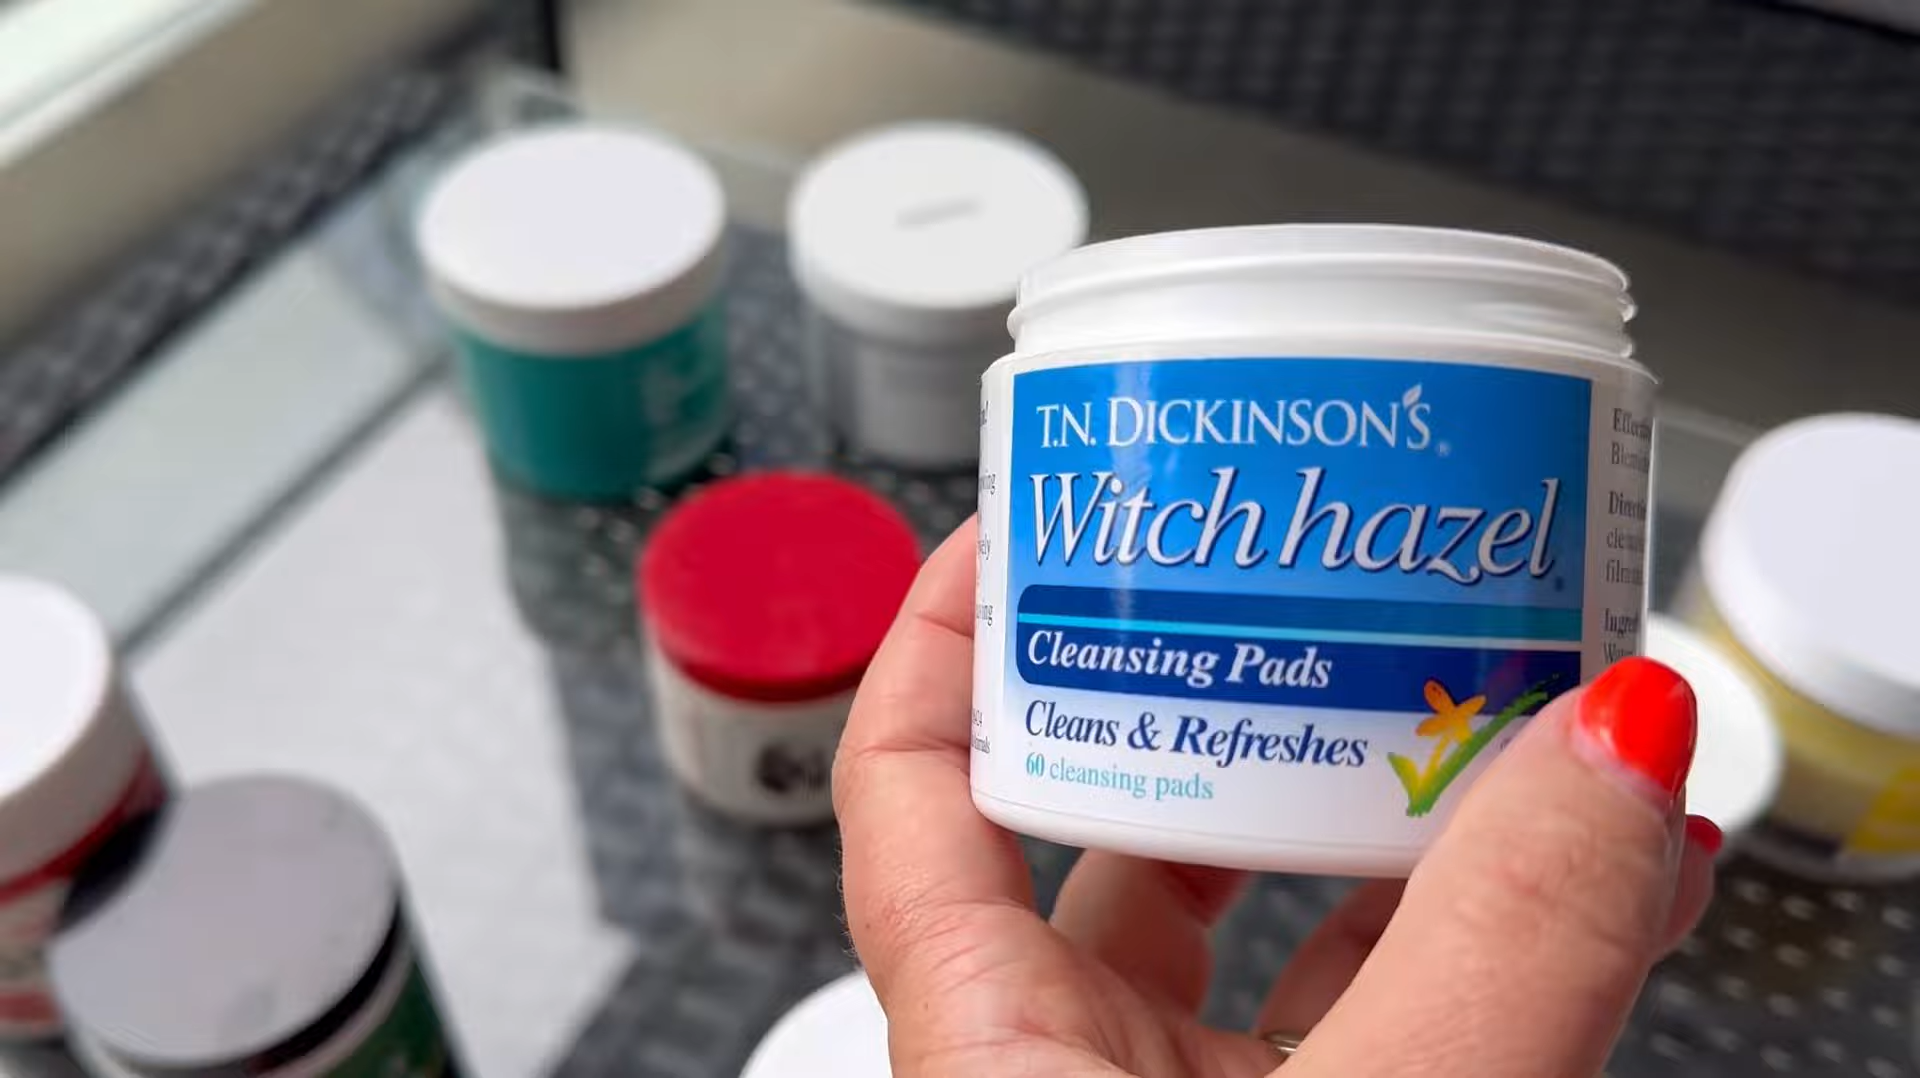 T.N. DICKINSON'S®
Witch hazel®
Cleansing Pads
Cleans & Refreshes
60 cleansing pads